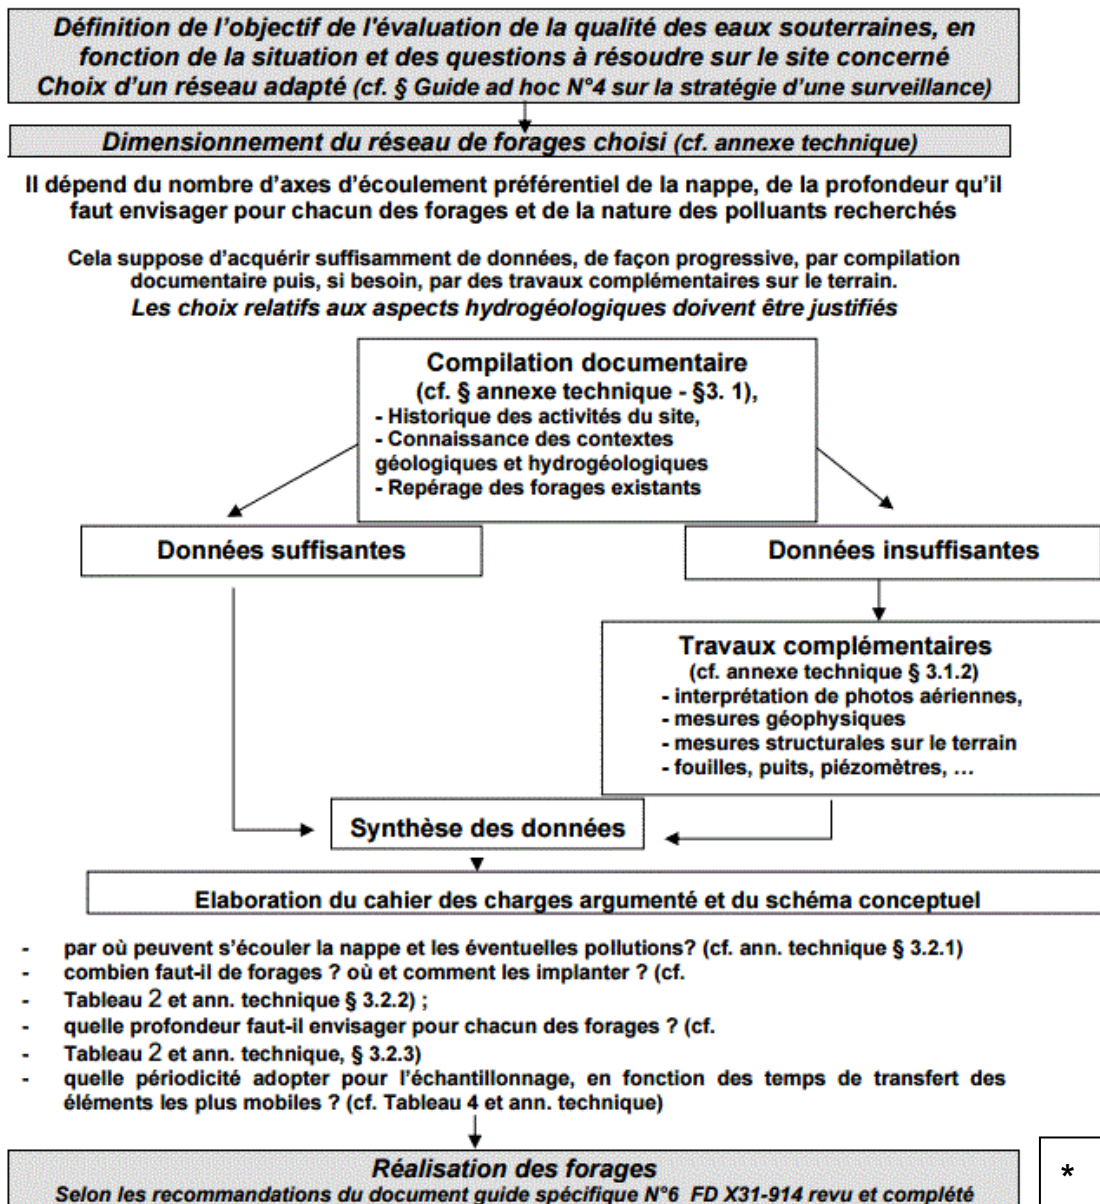 Définition de l’objectif de l'évaluation de la qualité des eaux souterraines, en
fonction de la situation et des questions à résoudre sur le site concerné
Choix d’un réseau adapté (cf. § Guide ad hoc N°4 sur la stratégie d’une surveillance)
Dimensionnement du réseau de forages choisi (cf. annexe technique)
Il dépend du nombre d’axes d’écoulement préférentiel de la nappe, de la profondeur qu’il
faut envisager pour chacun des forages et de la nature des polluants recherchés
Cela suppose d’acquérir suffisamment de données, de façon progressive, par compilation
documentaire puis, si besoin, par des travaux complémentaires sur le terrain.
Les choix relatifs aux aspects hydrogéologiques doivent être justifiés
Compilation documentaire
(cf. § annexe technique - §3. 1),
- Historique des activités du site,
- Connaissance des contextes
géologiques et hydrogéologiques
- Repérage des forages existants
Données suffisantes
Données insuffisantes
Travaux complémentaires
(cf. annexe technique § 3.1.2)
- interprétation de photos aériennes,
- mesures géophysiques
- mesures structurales sur le terrain
- fouilles, puits, piézomètres, …
Synthèse des données
Elaboration du cahier des charges argumenté et du schéma conceptuel
- par où peuvent s’écouler la nappe et les éventuelles pollutions? (cf. ann. technique § 3.2.1)
- combien faut-il de forages ? où et comment les implanter ? (cf.
- Tableau 2 et ann. technique § 3.2.2) ;
- quelle profondeur faut-il envisager pour chacun des forages ? (cf.
- Tableau 2 et ann. technique, § 3.2.3)
- quelle périodicité adopter pour l’échantillonnage, en fonction des temps de transfert des
éléments les plus mobiles ? (cf. Tableau 4 et ann. technique)
Réalisation des forages
Selon les recommandations du document guide spécifique N°6 FD X31-914 revu et complété
*